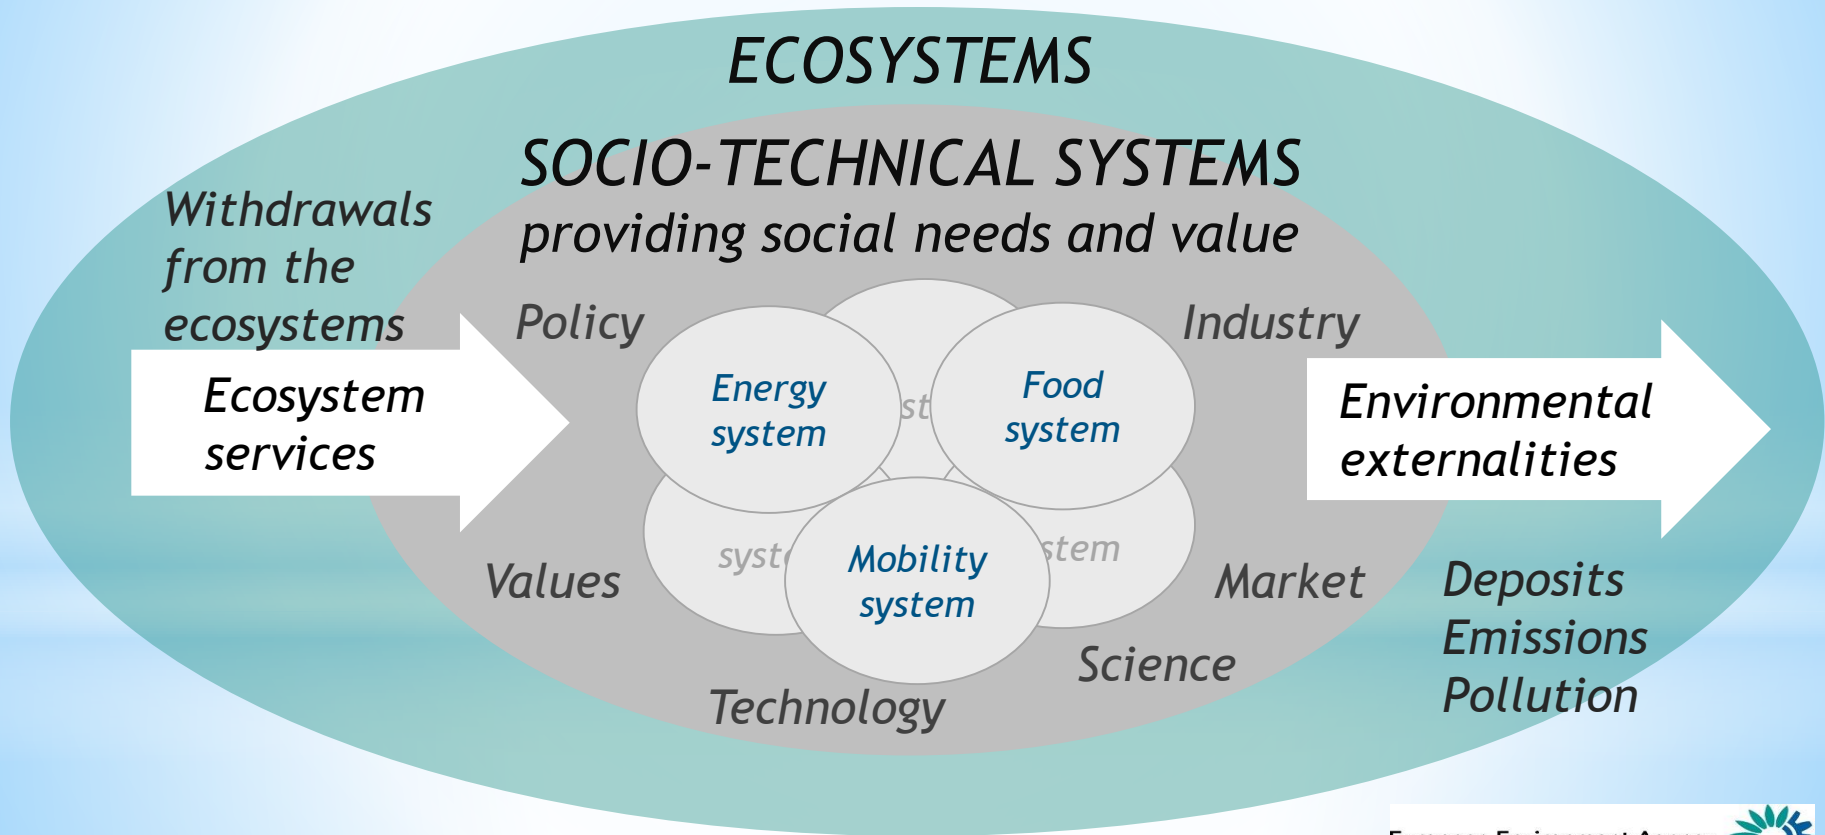 ECOSYSTEMS
SOCIO-TECHNICAL SYSTEMS
providing social needs and value
Withdrawals
from the
ecosystems
Ecosystem
services
Policy
Industry
Energy
system
Food
system
Environmental
externalities
Values
Mobility
system
Market
Science
Technology
Deposits
Emissions
Pollution